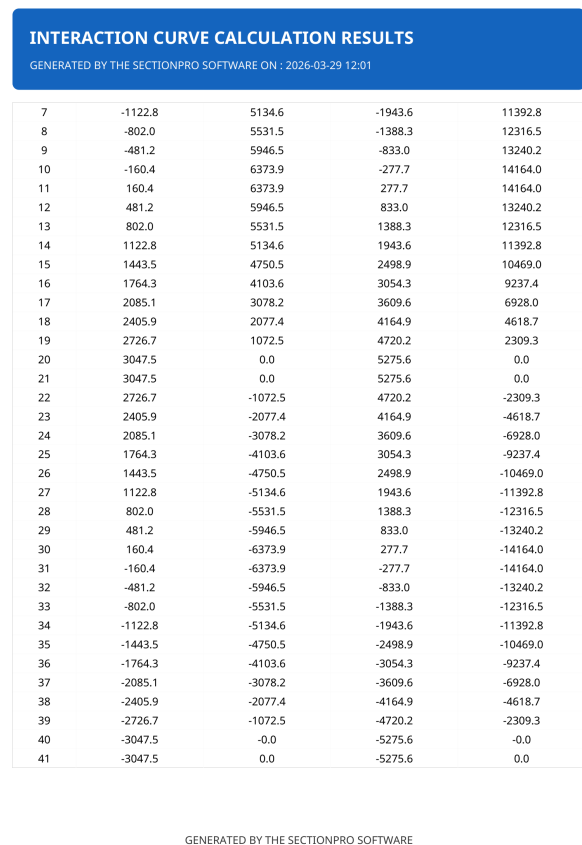 INTERACTION CURVE CALCULATION RESULTS
GENERATED BY THE SECTIONPRO SOFTWARE ON : 2026-03-29 12:01
7 -1122.8 5134.6 -1943.6 11392.8
8 -802.0 5531.5 -1388.3 12316.5
9 -481.2 5946.5 -833.0 13240.2
10 -160.4 6373.9 -277.7 14164.0
11 160.4 6373.9 277.7 14164.0
12 481.2 5946.5 833.0 13240.2
13 802.0 5531.5 1388.3 12316.5
14 1122.8 5134.6 1943.6 11392.8
15 1443.5 4750.5 2498.9 10469.0
16 1764.3 4103.6 3054.3 9237.4
17 2085.1 3078.2 3609.6 6928.0
18 2405.9 2077.4 4164.9 4618.7
19 2726.7 1072.5 4720.2 2309.3
20 3047.5 0.0 5275.6 0.0
21 3047.5 0.0 5275.6 0.0
22 2726.7 -1072.5 4720.2 -2309.3
23 2405.9 -2077.4 4164.9 -4618.7
24 2085.1 -3078.2 3609.6 -6928.0
25 1764.3 -4103.6 3054.3 -9237.4
26 1443.5 -4750.5 2498.9 -10469.0
27 1122.8 -5134.6 1943.6 -11392.8
28 802.0 -5531.5 1388.3 -12316.5
29 481.2 -5946.5 833.0 -13240.2
30 160.4 -6373.9 277.7 -14164.0
31 -160.4 -6373.9 -277.7 -14164.0
32 -481.2 -5946.5 -833.0 -13240.2
33 -802.0 -5531.5 -1388.3 -12316.5
34 -1122.8 -5134.6 -1943.6 -11392.8
35 -1443.5 -4750.5 -2498.9 -10469.0
36 -1764.3 -4103.6 -3054.3 -9237.4
37 -2085.1 -3078.2 -3609.6 -6928.0
38 -2405.9 -2077.4 -4164.9 -4618.7
39 -2726.7 -1072.5 -4720.2 -2309.3
40 -3047.5 -0.0 -5275.6 -0.0
41 -3047.5 0.0 -5275.6 0.0
GENERATED BY THE SECTIONPRO SOFTWARE